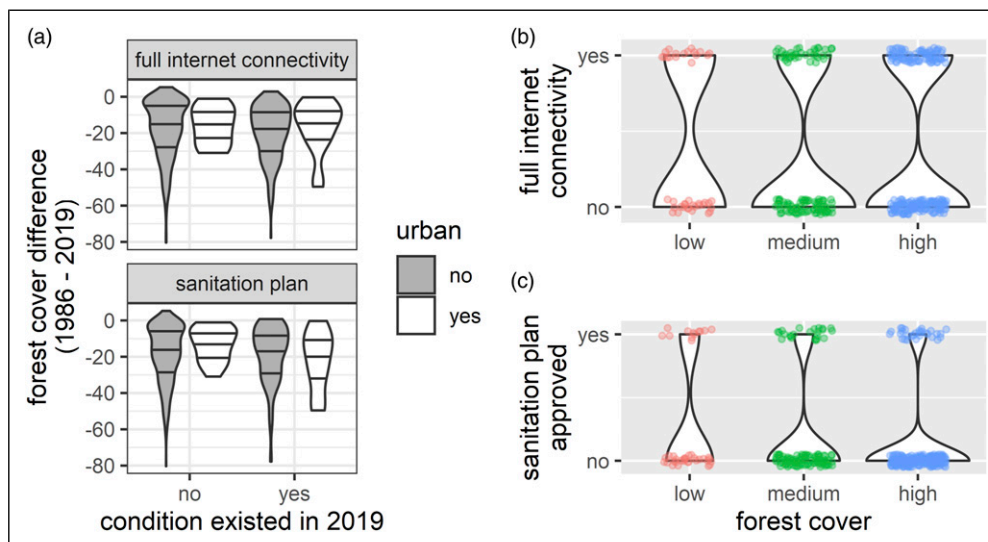 (a)
full internet connectivity
0
-20
-40
-60
-80
sanitation plan
0
-20
-40
-60
-80
no yes
condition existed in 2019
forest cover difference
(1986 - 2019)
urban
no
yes
(b)
yes
no
full internet
connectivity
low medium high
(c)
yes
no
sanitation plan
approved
low medium high
forest cover